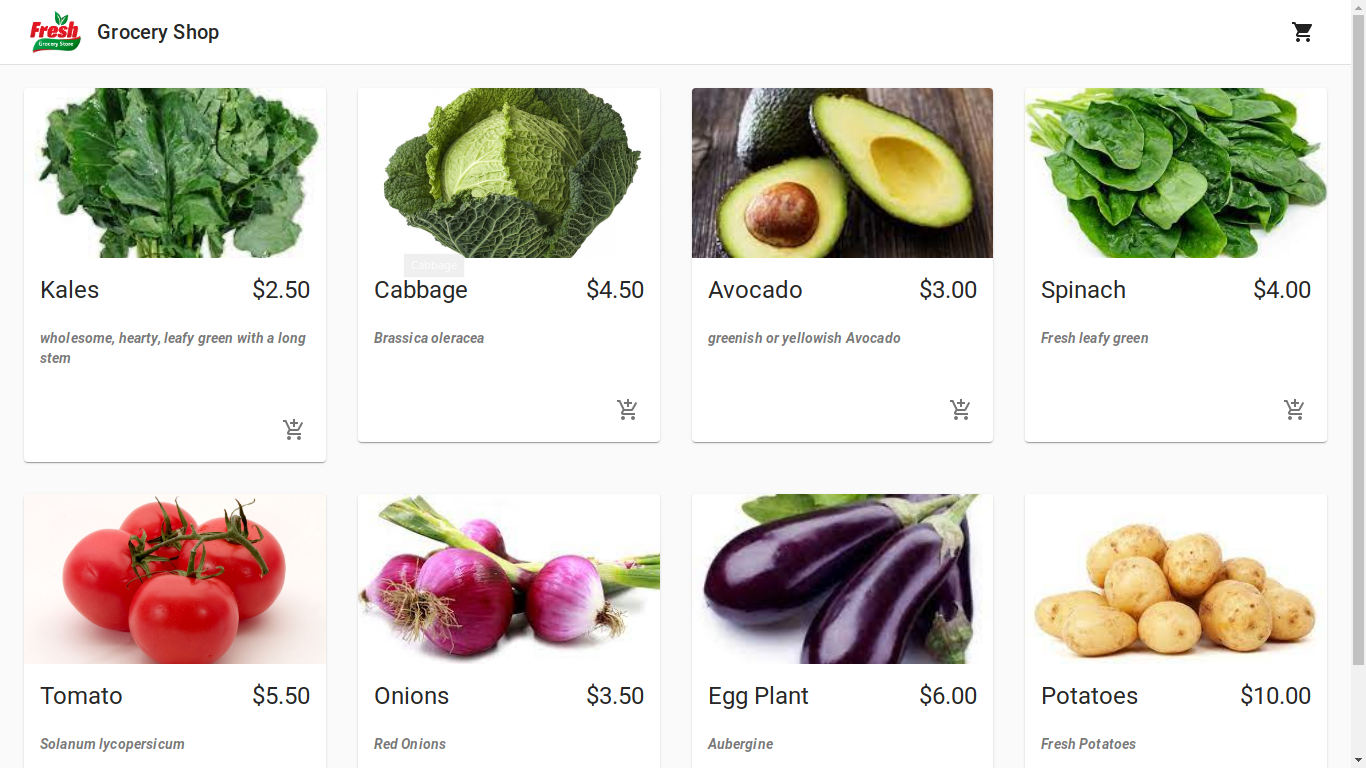 Fresh
Grocery Store
Grocery Shop
Cabbage
Kales $2.50
wholesome, hearty, leafy green with a long
stem
Cabbage $4.50
Brassica oleracea
Avocado $3.00
greenish or yellowish Avocado
Spinach $4.00
Fresh leafy green
Tomato $5.50
Solanum lycopersicum
Onions $3.50
Red Onions
Egg Plant $6.00
Aubergine
Potatoes $10.00
Fresh Potatoes